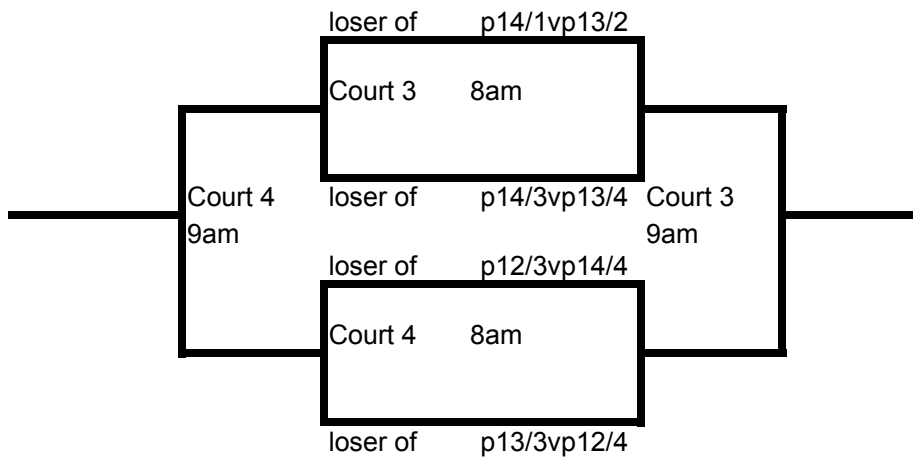 loser of p14/1vp13/2
Court 3 8am
loser of p14/3vp13/4
Court 4
9am
Court 3
9am
loser of p12/3vp14/4
Court 4 8am
loser of p13/3vp12/4